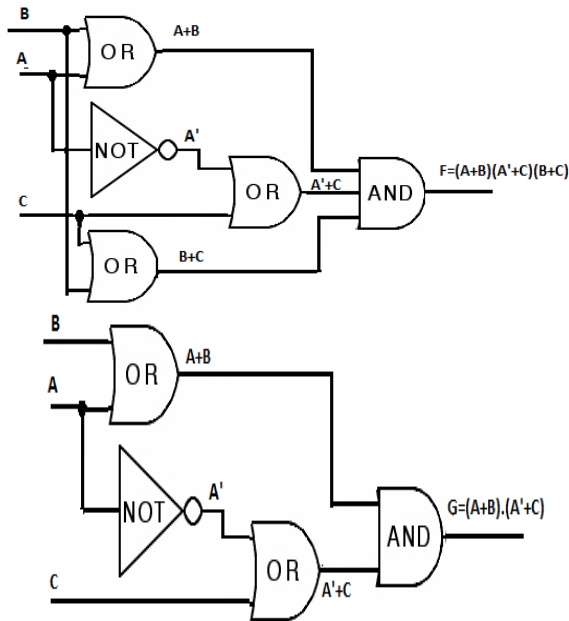 B
A+B
OR
A
NOT
A'
F=(A+B)(A'+C)(B+C)
OR
A'+C
AND
C
OR
B+C
B
A+B
OR
A
NOT
A'
G=(A+B).(A'+C)
AND
OR
C
A'+C